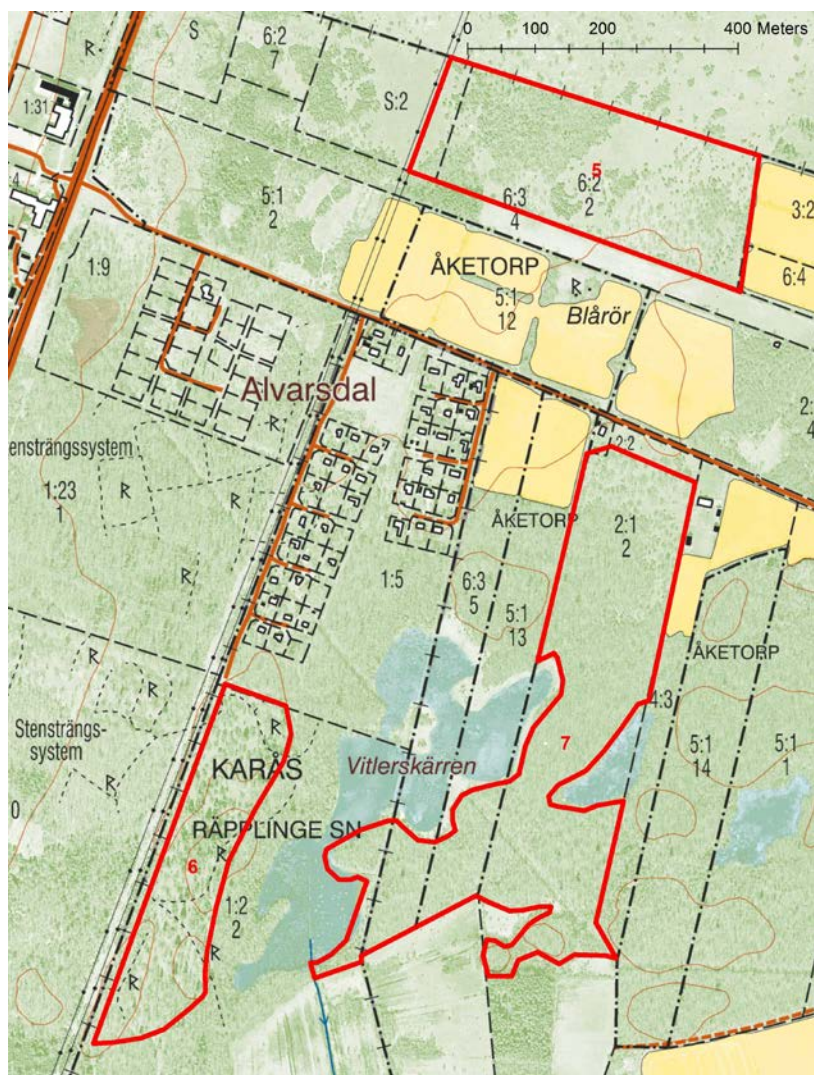 0 100 200 400 Meters
S
6:2
7
R
1:31
S:2
4
5
6:2
2
6:3
4
3:2
5:1
2
6:4
1:9
ÅKETORP
R
5:1
12
Blårör
Alvarsdal
R
2:
4
2:2
ensträngssystem
R
1:23
1
R
ÅKETORP
2:1
2
R
1:5
6:3
5
5:1
13
R
R
ÅKETORP
4:3
Stensträngs-
system
R
R
7
5:1
14
5:1
1
KARÅS
Vitlerskärren
0
RÄPPLINGE SN
6
R
1:2
2
R